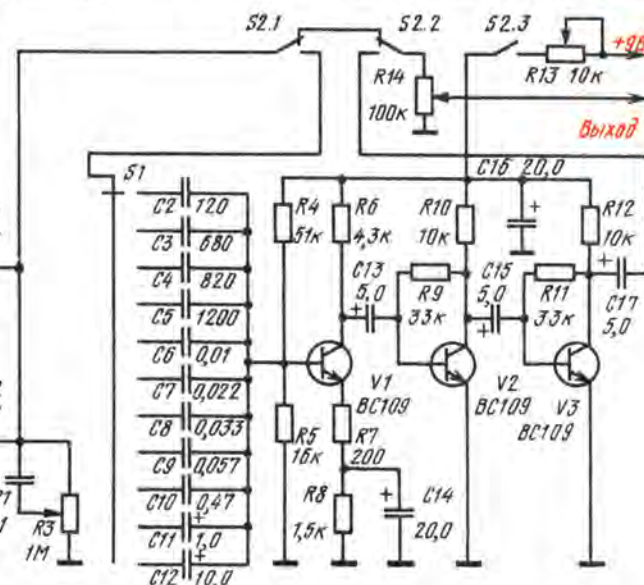 S2.1
S2.2
S2.3
+9В
R13 10к
R14
100к
Выход
S1
C16 20,0
C2 120
R4
51к
R6
4,3к
R10
10к
R12
10к
C3 680
C4 820
C13
5,0
C15
5,0
C5 1200
R9
33к
R11
33к
C17
5,0
C6 0,01
C7 0,022
V1
BC109
V2
BC109
V3
BC109
C8 0,033
R5
16к
R7
200
C9 0,057
C10 0,47
R8
1,5к
C14
20,0
C11 1,0
R3
1М
C12 10,0